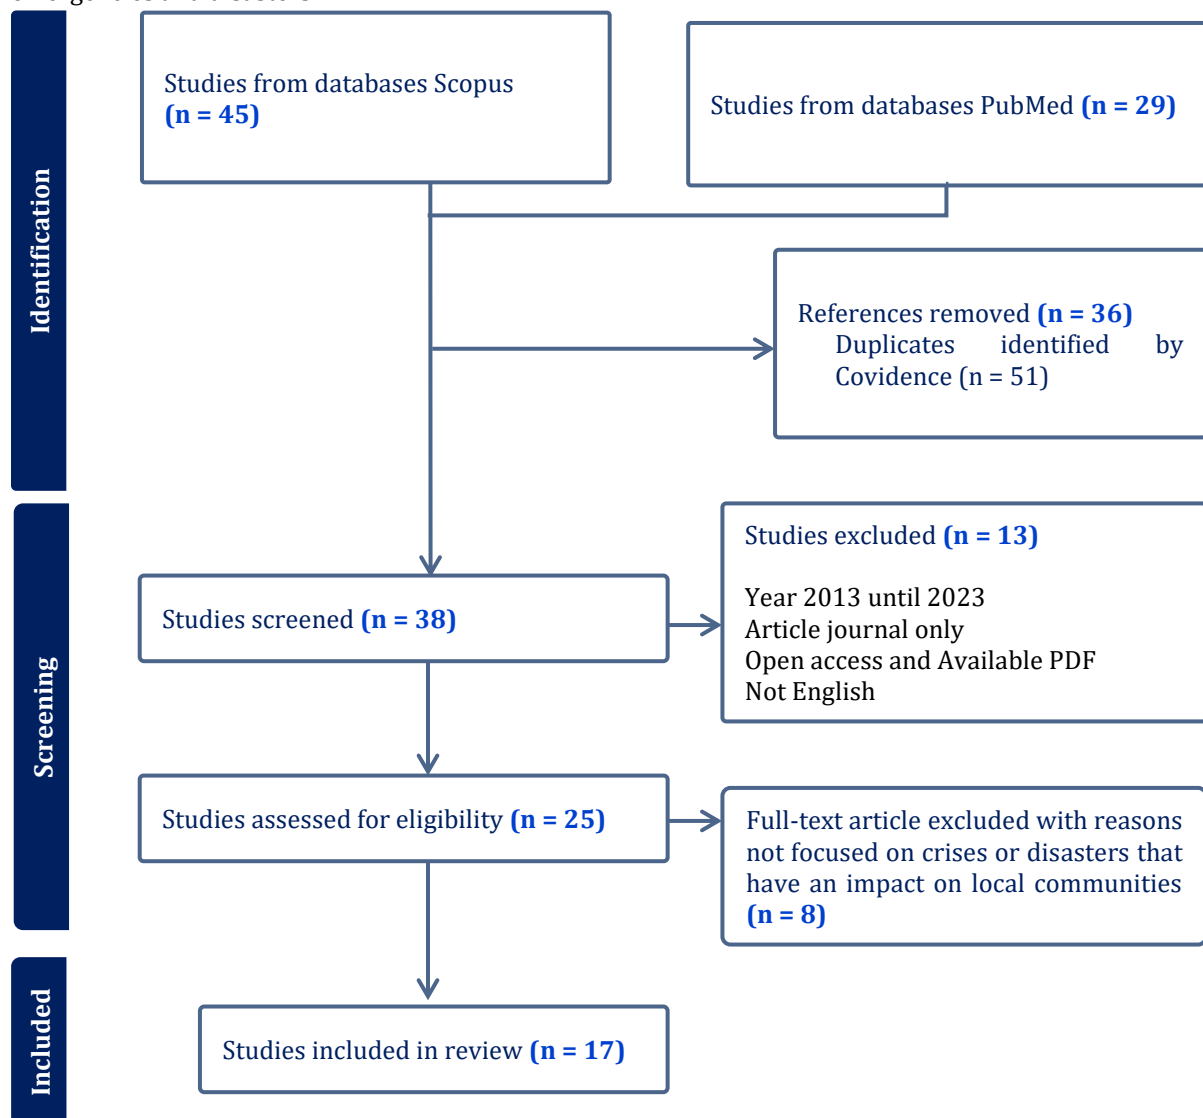 Identification
Studies from databases Scopus
(n = 45)
Studies from databases PubMed (n = 29)
References removed (n = 36)
Duplicates identified by
Covidence (n = 51)
Screening
Studies screened (n = 38)
Studies excluded (n = 13)
Year 2013 until 2023
Article journal only
Open access and Available PDF
Not English
Studies assessed for eligibility (n = 25)
Full-text article excluded with reasons
not focused on crises or disasters that
have an impact on local communities
(n = 8)
Included
Studies included in review (n = 17)